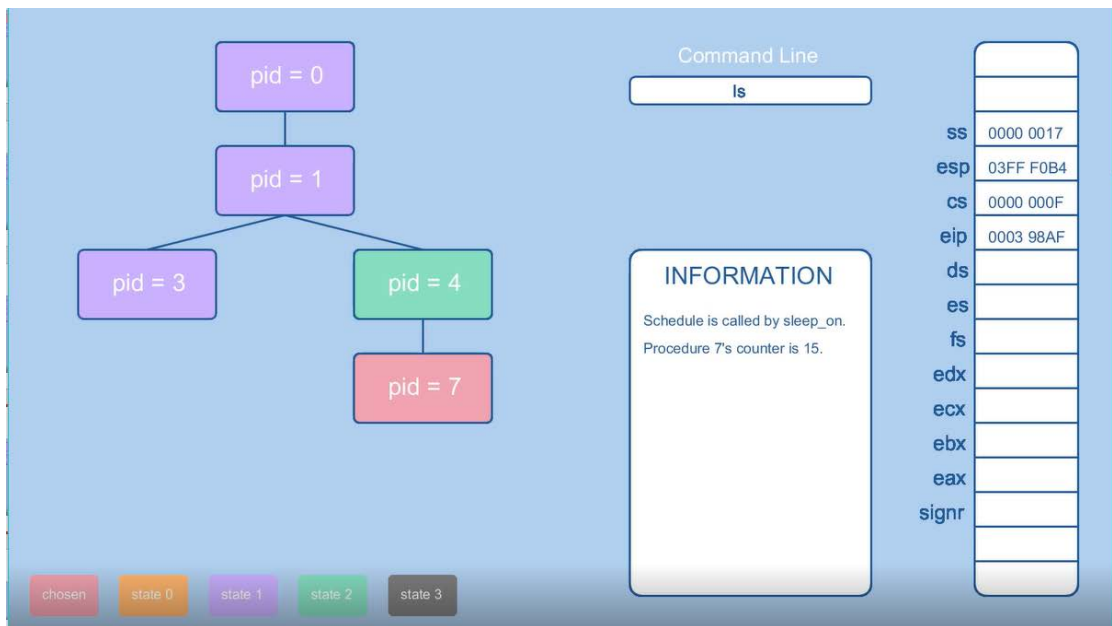 pid = 0
pid = 1
pid = 3
pid = 4
pid = 7
Command Line
ls
INFORMATION
Schedule is called by sleep_on.
Procedure 7's counter is 15.
ss 0000 0017
esp 03FF F0B4
cs 0000 000F
eip 0003 98AF
ds
es
fs
edx
ecx
ebx
eax
signr
chosen
state 0
state 1
state 2
state 3